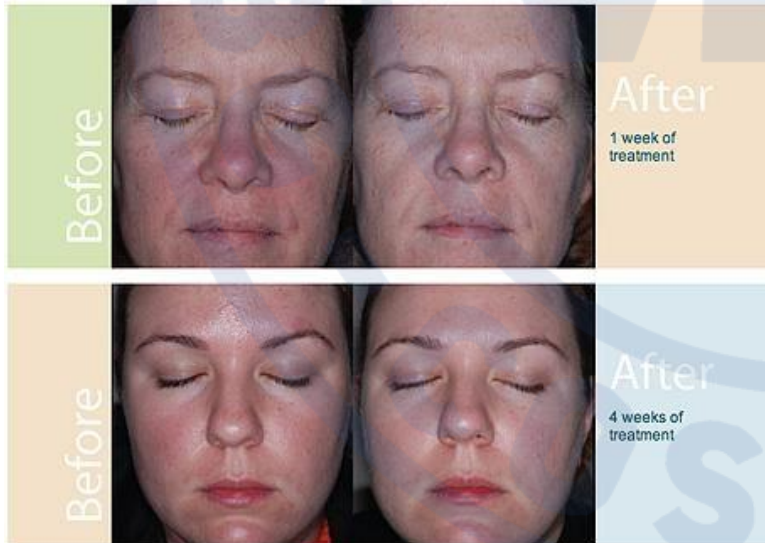 Before
After
1 week of
treatment
Before
After
4 weeks of
treatment